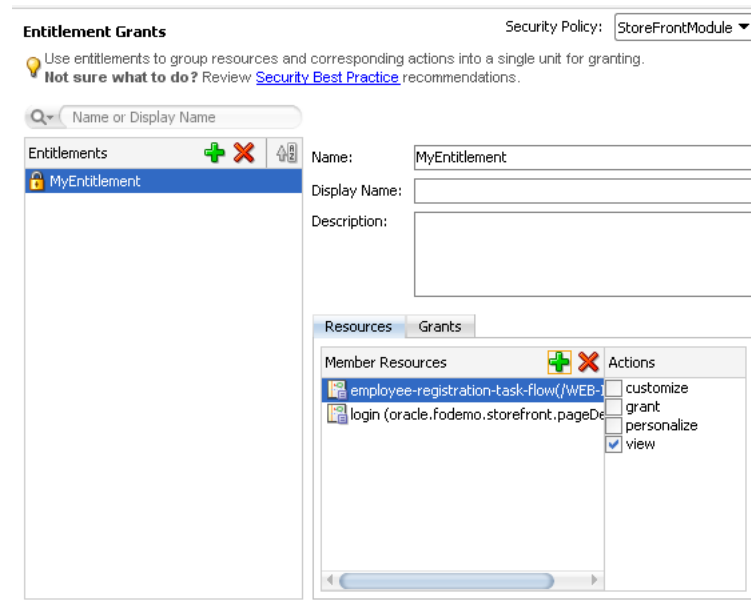 Entitlement Grants
Security Policy: StoreFrontModule
Use entitlements to group resources and corresponding actions into a single unit for granting.
Not sure what to do? Review Security Best Practice recommendations.
Name or Display Name
Entitlements
MyEntitlement
Name: MyEntitlement
Display Name:
Description:
Resources Grants
Member Resources
employee-registration-task-flow(/WEB-
login (oracle.fodemo.storefront.pageDe
Actions
customize
grant
personalize
view